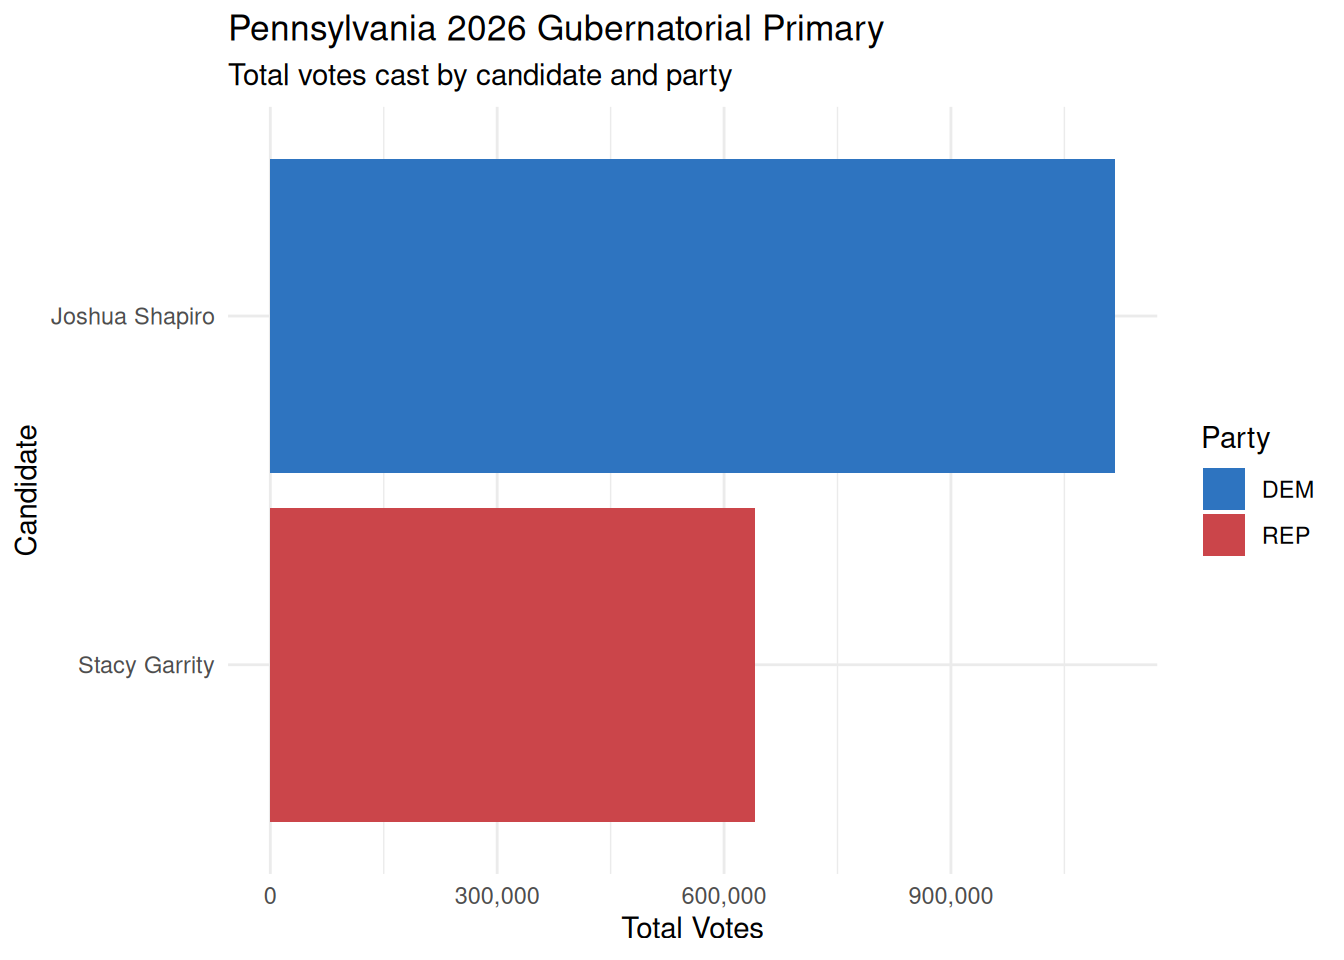 Pennsylvania 2026 Gubernatorial Primary
Total votes cast by candidate and party
Joshua Shapiro
Stacy Garrity
Candidate
0
300,000
600,000
900,000
Total Votes
Party
DEM
REP